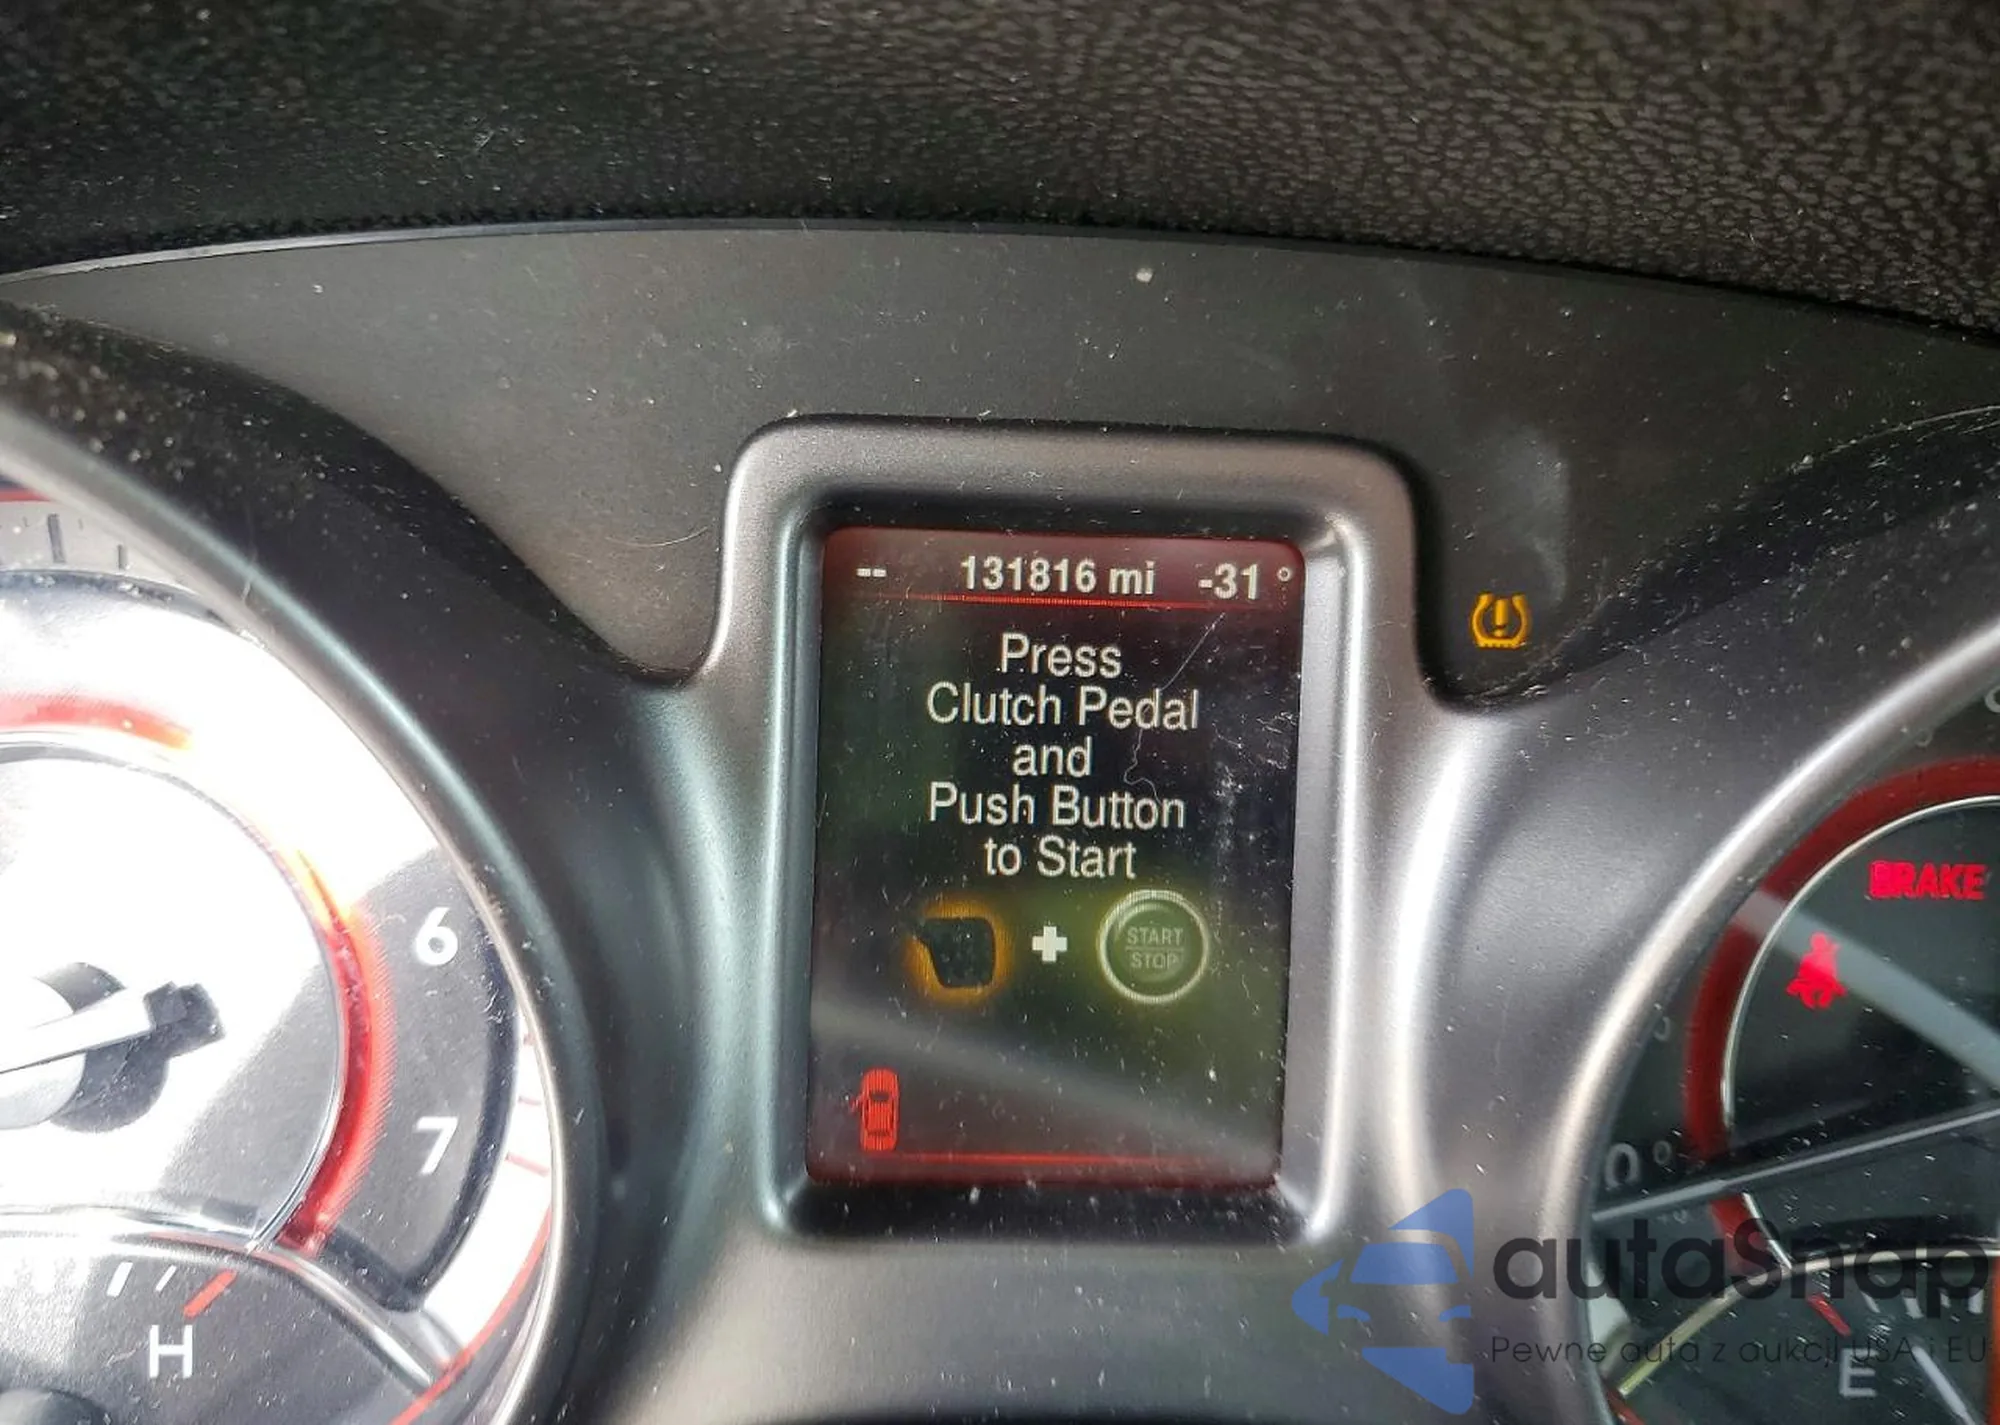 -- 131816 mi -31 °
Press
Clutch Pedal
and
Push Button
to Start
START
STOP
6
7
H
BRAKE
0
E
autasnap
Pewne auta z aukcji USA i EU